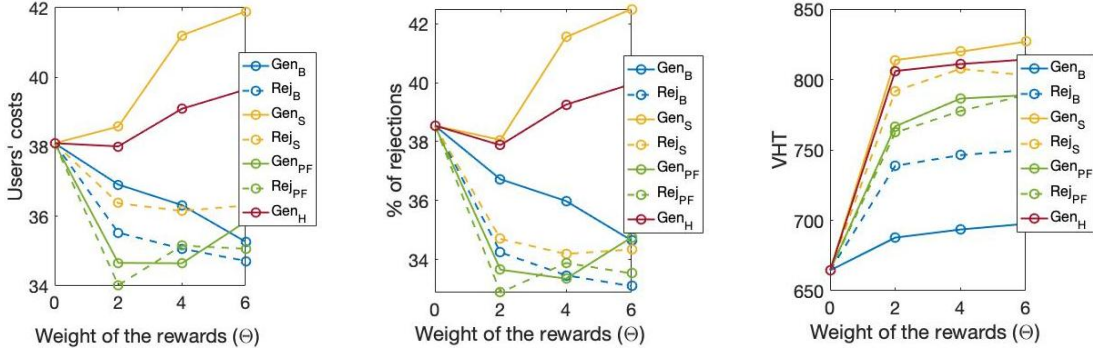 Users' costs
42
40
38
36
34
0 2 4 6
Weight of the rewards (Θ)
Gen_B
Rej_B
Gen_S
Rej_S
Gen_PF
Rej_PF
Gen_H
% of rejections
42
40
38
36
34
0 2 4 6
Weight of the rewards (Θ)
Gen_B
Rej_B
Gen_S
Rej_S
Gen_PF
Rej_PF
Gen_H
VHT
850
800
750
700
650
0 2 4 6
Weight of the rewards (Θ)
Gen_B
Rej_B
Gen_S
Rej_S
Gen_PF
Rej_PF
Gen_H